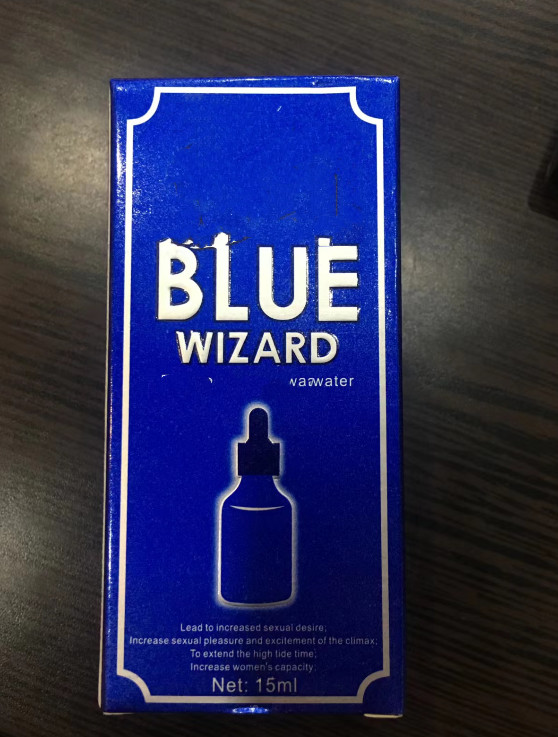 BLUE
WIZARD
water
Lead to increased sexual desire;
Increase sexual pleasure and excitement of the climax;
To extend the high tide time;
Increase women's capacity;
Net: 15ml